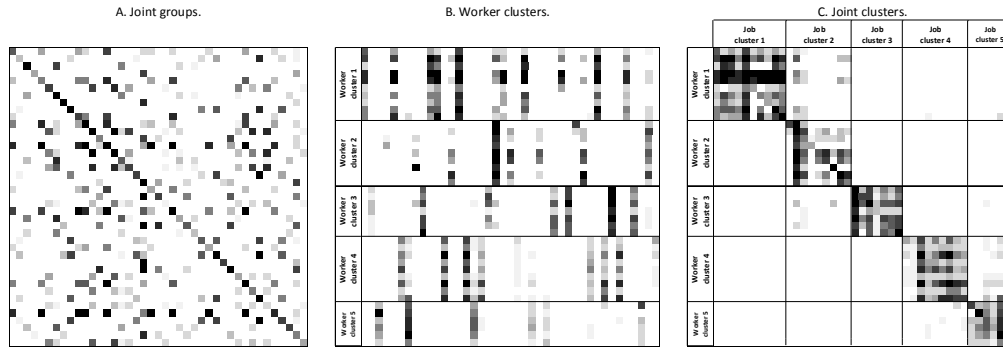 A. Joint groups.
B. Worker clusters.
C. Joint clusters.
Job
cluster 1
Job
cluster 2
Job
cluster 3
Job
cluster 4
Job
cluster 5
Worker
cluster 1
Worker
cluster 2
Worker
cluster 3
Worker
cluster 4
Worker
cluster 5
Worker
cluster 1
Worker
cluster 2
Worker
cluster 3
Worker
cluster 4
Worker
cluster 5